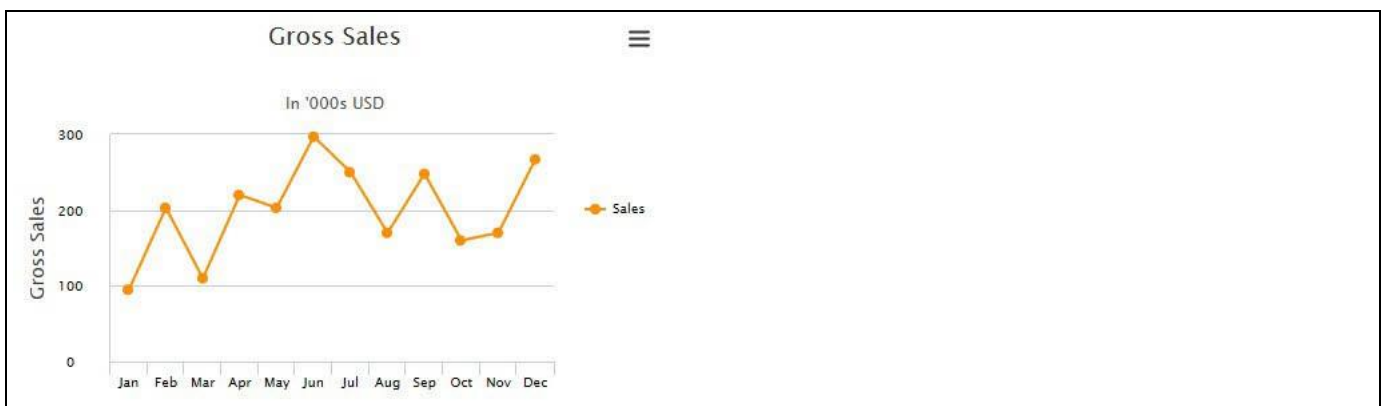 Gross Sales
In '000s USD
300
200
100
0
Gross Sales
Jan Feb Mar Apr May Jun Jul Aug Sep Oct Nov Dec
Sales